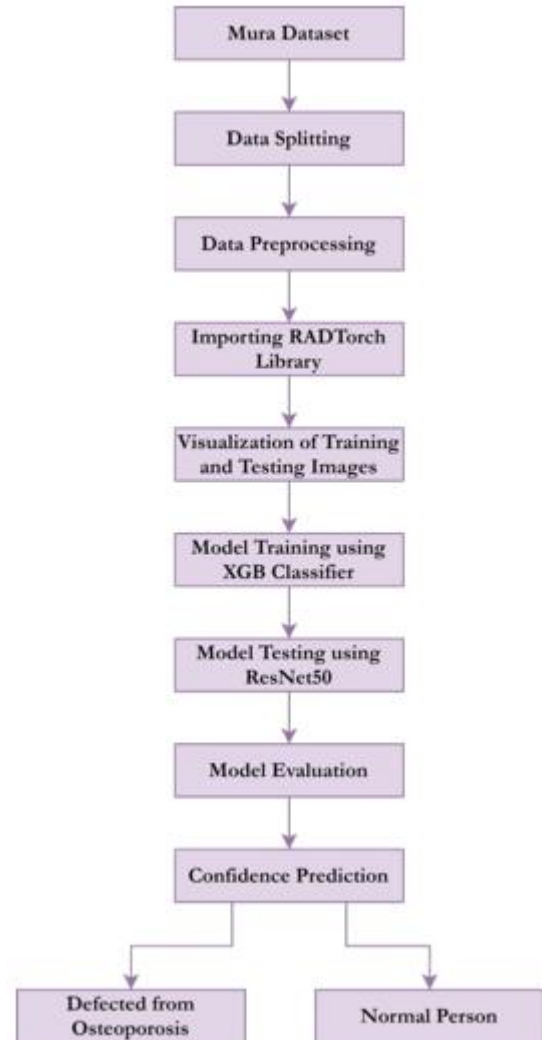 Mura Dataset
Data Splitting
Data Preprocessing
Importing RADTorch
Library
Visualization of Training
and Testing Images
Model Training using
XGB Classifier
Model Testing using
ResNet50
Model Evaluation
Confidence Prediction
Defected from
Osteoporosis
Normal Person